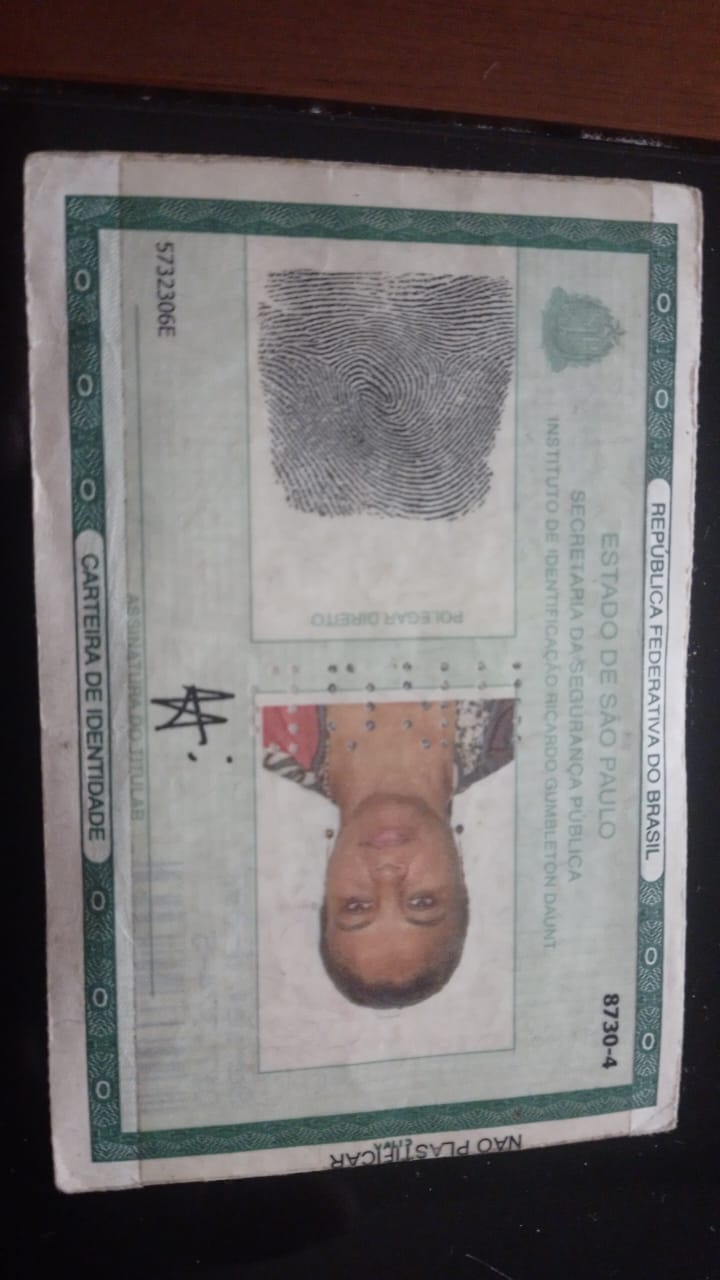 REPÚBLICA FEDERATIVA DO BRASIL
8730-4
ESTADO DE SÃO PAULO
SECRETARIA DA SEGURANÇA PÚBLICA
INSTITUTO DE IDENTIFICAÇÃO RICARDO GUMBLETON DAUNT
POLEGAR DIREITO
NÃO PLASTIFICAR
5732306E
ASSINATURA DO TITULAR
CARTEIRA DE IDENTIDADE